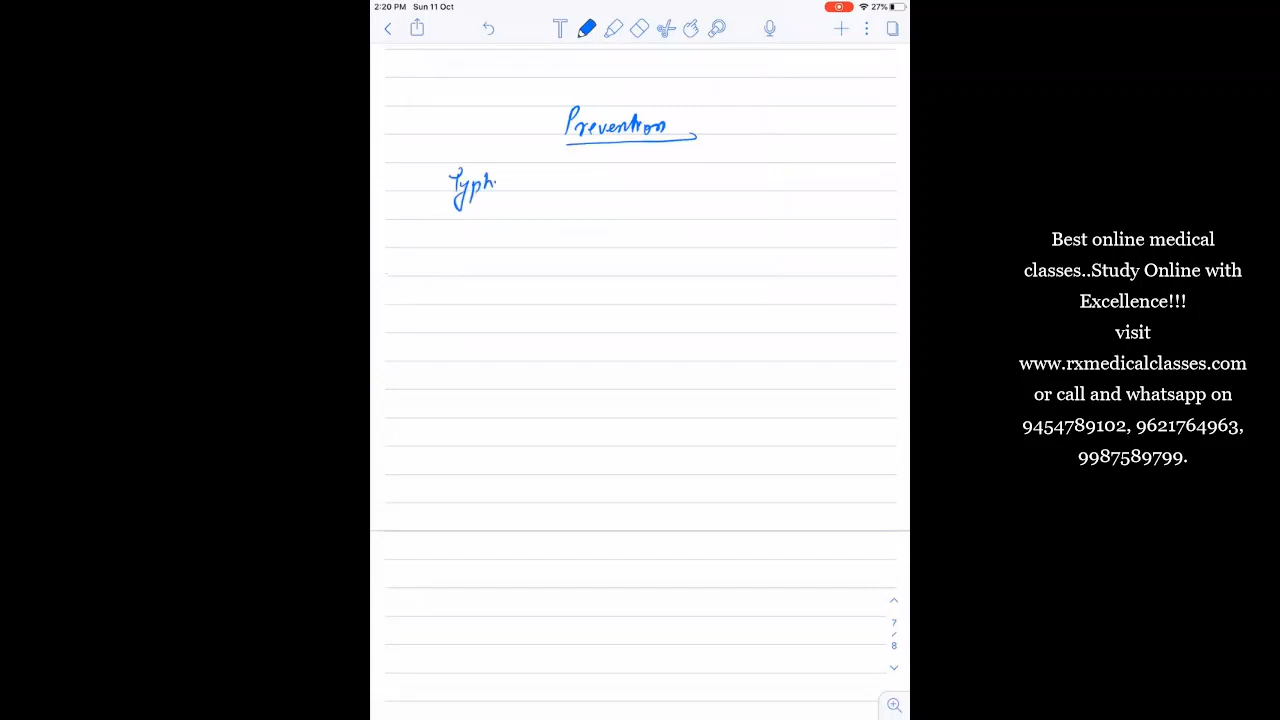 2:20 PM Sun 11 Oct 27%
T
Prevention
Typh
Best online medical
classes..Study Online with
Excellence!!!
visit
www.rxmedicalclasses.com
or call and whatsapp on
9454789102, 9621764963,
9987589799.
7
/
8